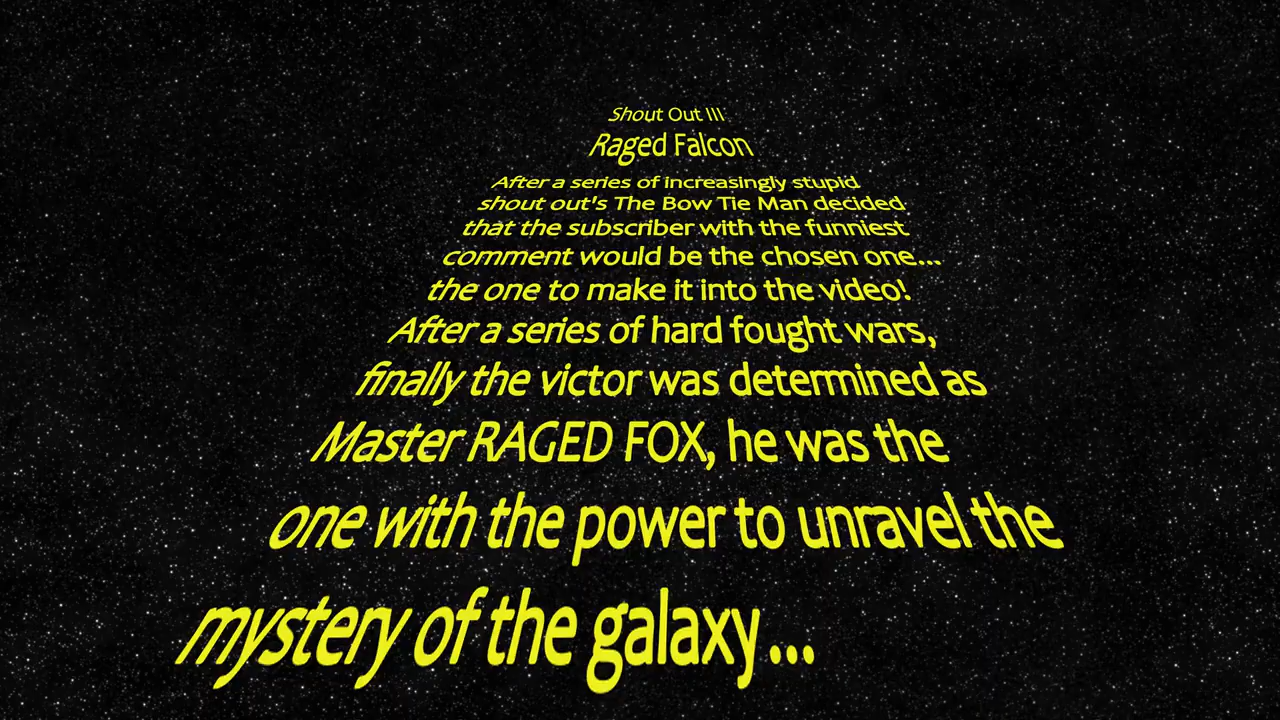 Shout Out III
Raged Falcon
After a series of increasingly stupid
shout out's The Bow Tie Man decided
that the subscriber with the funniest
comment would be the chosen one...
the one to make it into the video!
After a series of hard fought wars,
finally the victor was determined as
Master RAGED FOX, he was the
one with the power to unravel the
mystery of the galaxy...